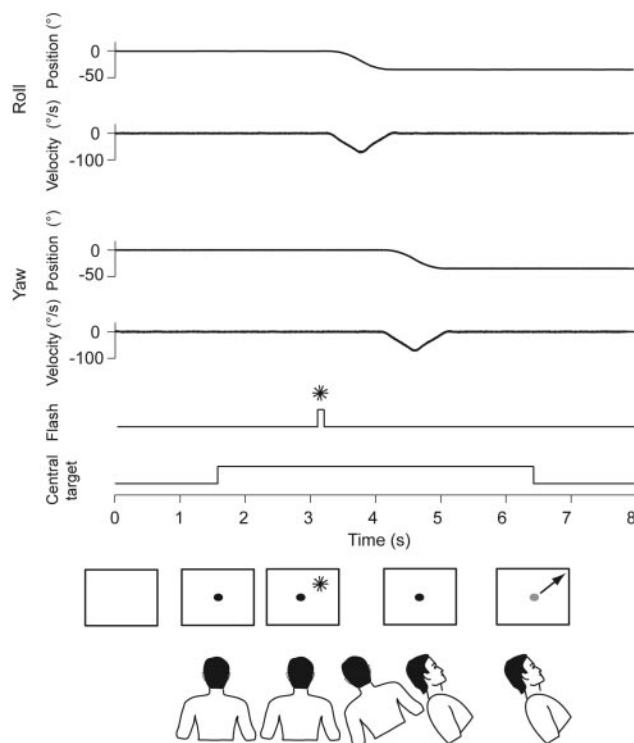 Roll
Position (°)
0
-50
Velocity (°/s)
0
-100
Yaw
Position (°)
0
-50
Velocity (°/s)
0
-100
Flash
Central
target
0 1 2 3 4 5 6 7 8
Time (s)